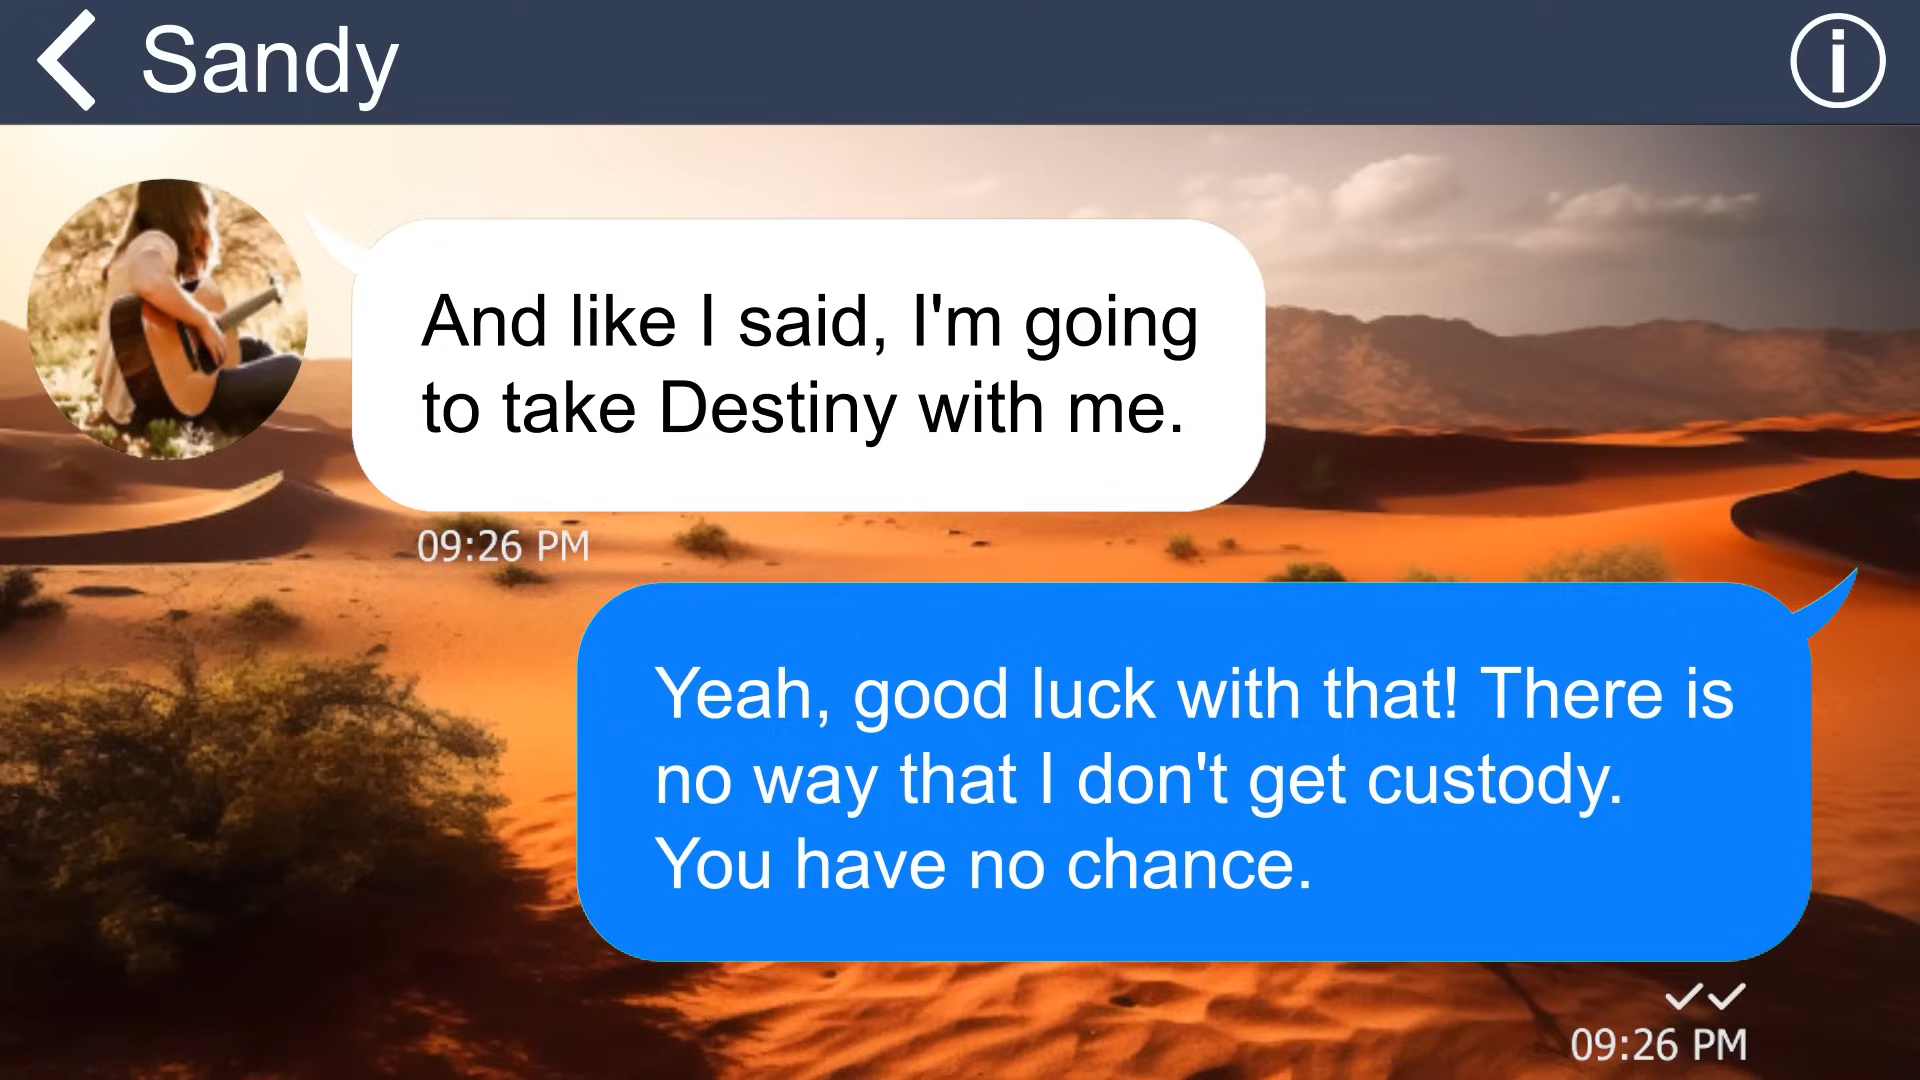 Sandy
And like I said, I'm going
to take Destiny with me.
09:26 PM
Yeah, good luck with that! There is
no way that I don't get custody.
You have no chance.
09:26 PM